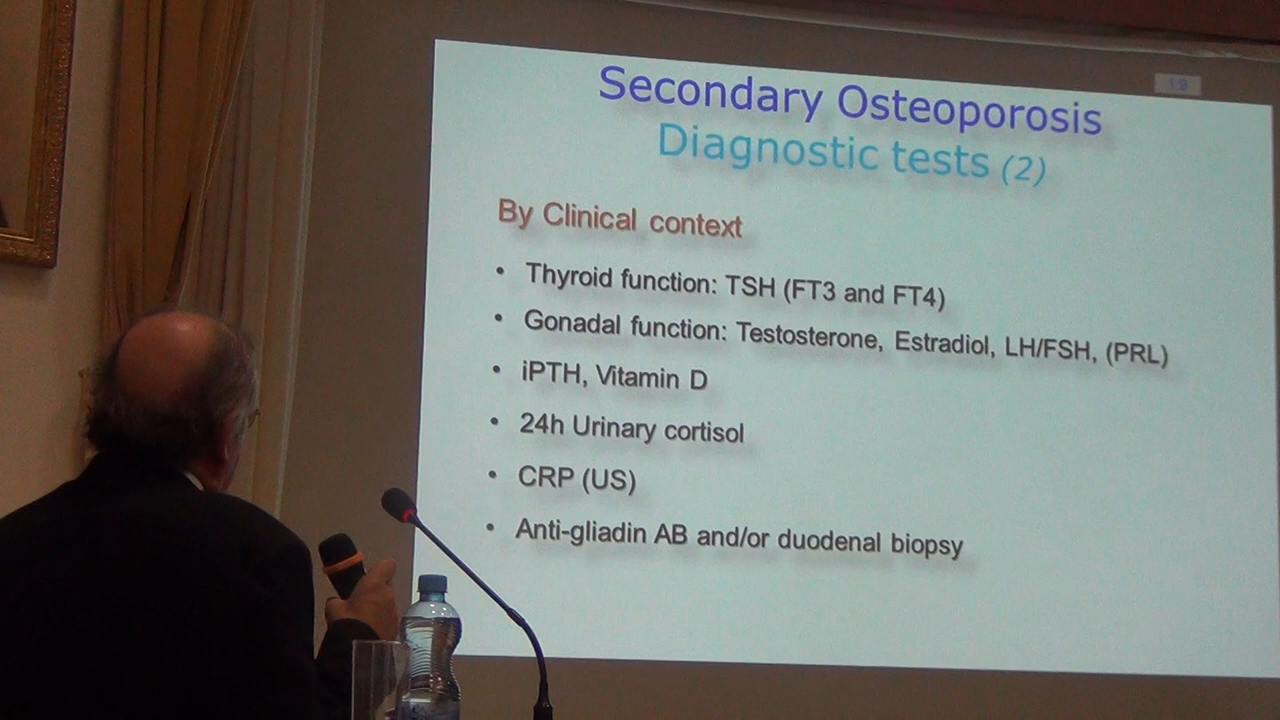 19
Secondary Osteoporosis
Diagnostic tests (2)
By Clinical context
• Thyroid function: TSH (FT3 and FT4)
• Gonadal function: Testosterone, Estradiol, LH/FSH, (PRL)
• iPTH, Vitamin D
• 24h Urinary cortisol
• CRP (US)
• Anti-gliadin AB and/or duodenal biopsy